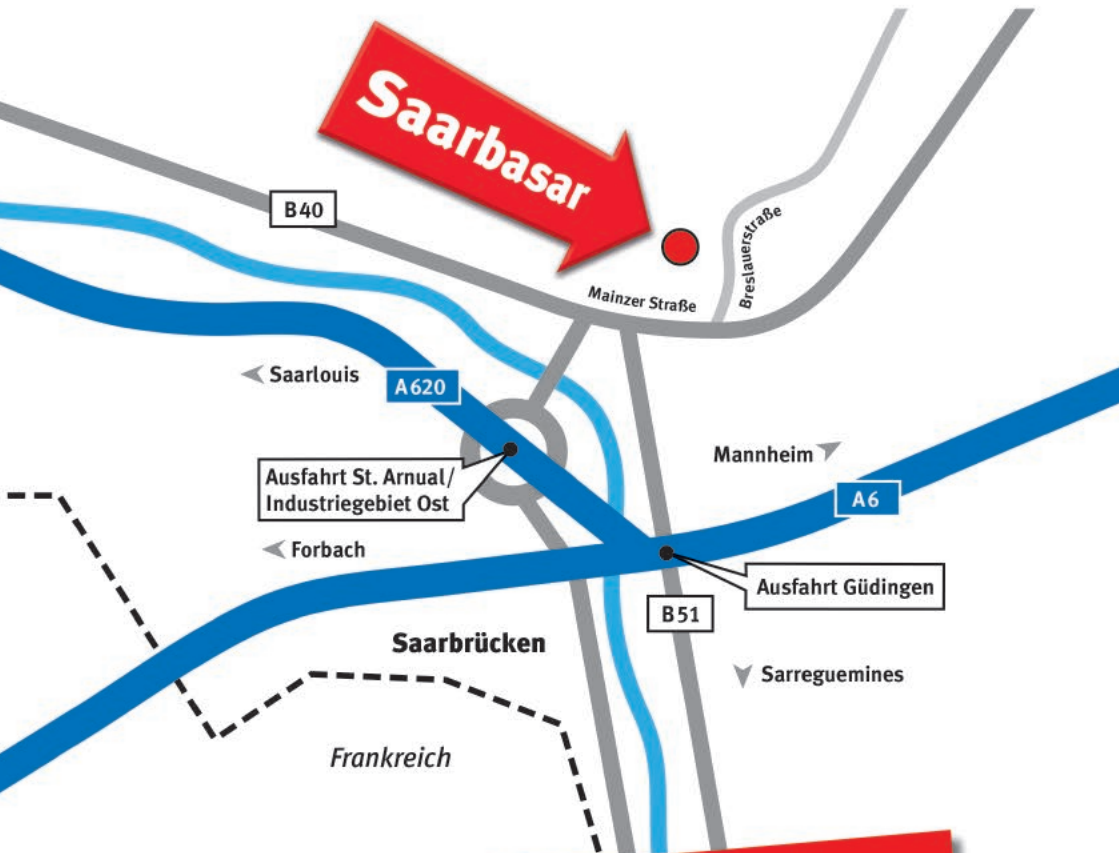 Saarbasar
B40
Mainzer Straße
Breslauerstraße
Saarlouis
A620
Mannheim
A6
Ausfahrt St. Arnual/
Industriegebiet Ost
Forbach
Ausfahrt Güdingen
B51
Saarbrücken
Sarreguemines
Frankreich